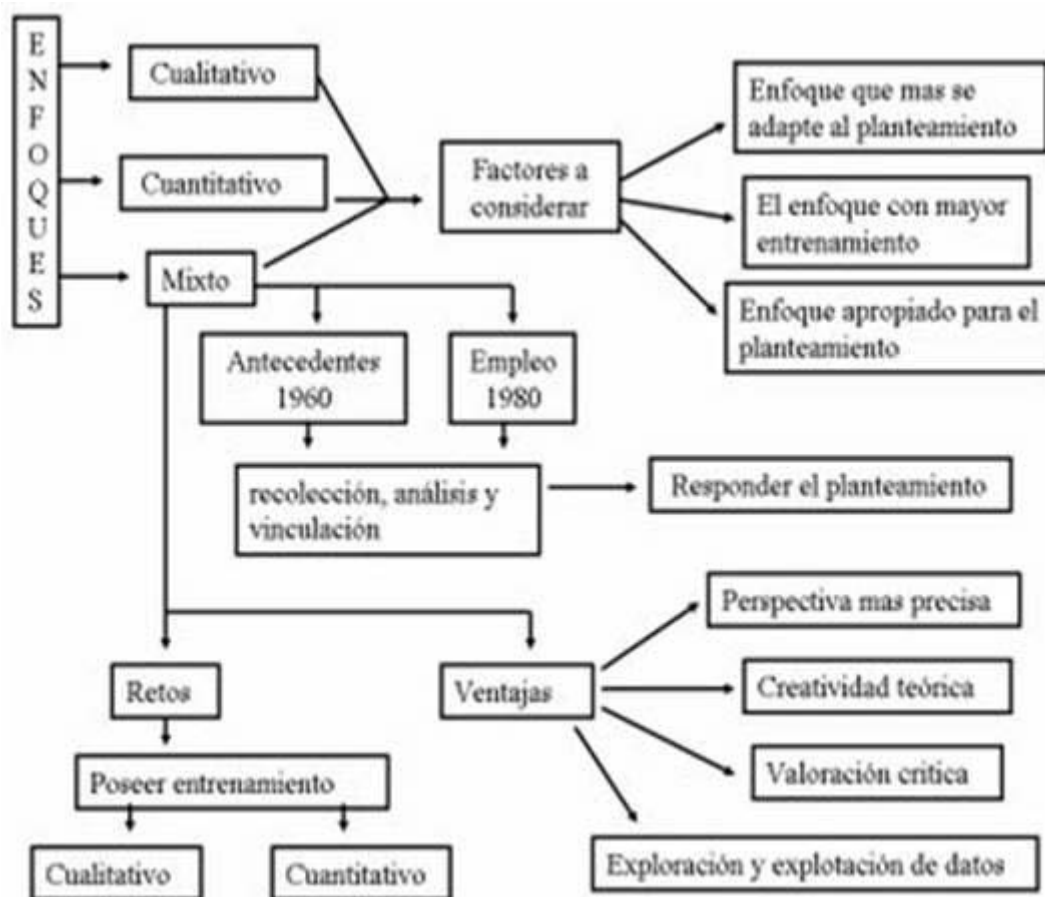 ENFOQUES
Cualitativo
Cuantitativo
Mixto
Factores a
considerar
Enfoque que mas se
adapte al planteamiento
El enfoque con mayor
entrenamiento
Enfoque apropiado para el
planteamiento
Antecedentes
1960
Empleo
1980
recolección, análisis y
vinculación
Responder el planteamiento
Retos
Ventajas
Perspectiva mas precisa
Creatividad teórica
Valoración critica
Exploración y explotación de datos
Poseer entrenamiento
Cualitativo
Cuantitativo